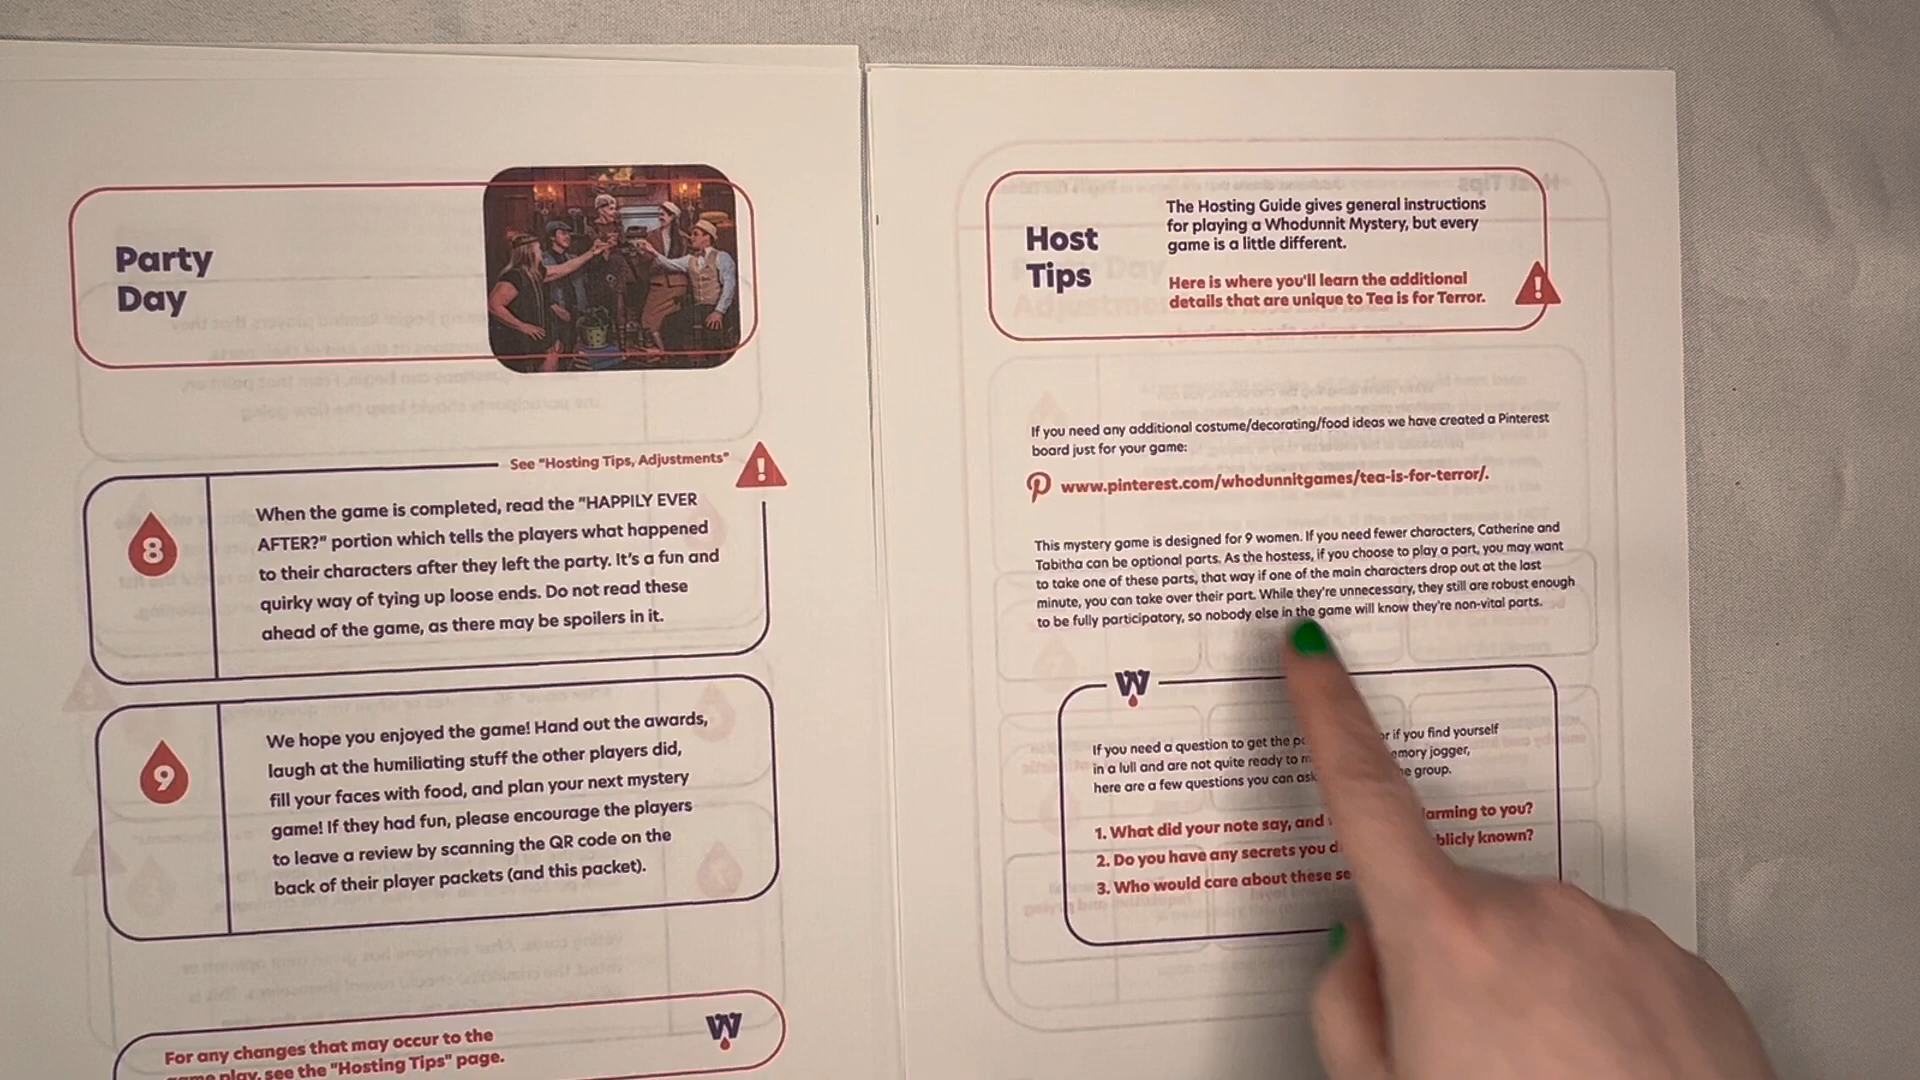 Party
Day
See "Hosting Tips, Adjustments"
!
8
When the game is completed, read the "HAPPILY EVER
AFTER?" portion which tells the players what happened
to their characters after they left the party. It's a fun and
quirky way of tying up loose ends. Do not read these
ahead of the game, as there may be spoilers in it.
9
We hope you enjoyed the game! Hand out the awards,
laugh at the humiliating stuff the other players did,
fill your faces with food, and plan your next mystery
game! If they had fun, please encourage the players
to leave a review by scanning the QR code on the
back of their player packets (and this packet).
For any changes that may occur to the
game play, see the "Hosting Tips" page.
W
Host
Tips
The Hosting Guide gives general instructions
for playing a Whodunnit Mystery, but every
game is a little different.
Here is where you'll learn the additional
details that are unique to Tea is for Terror.
!
If you need any additional costume/decorating/food ideas we have created a Pinterest
board just for your game:
www.pinterest.com/whodunnitgames/tea-is-for-terror/.
This mystery game is designed for 9 women. If you need fewer characters, Catherine and
Tabitha can be optional parts. As the hostess, if you choose to play a part, you may want
to take one of these parts, that way if one of the main characters drop out at the last
minute, you can take over their part. While they're unnecessary, they still are robust enough
to be fully participatory, so nobody else in the game will know they're non-vital parts.
W
If you need a question to get the or if you find yourself
in a lull and are not quite ready to emory jogger,
here are a few questions you can ask e group.
1. What did your note say, and arming to you?
2. Do you have any secrets you blicly known?
3. Who would care about these se